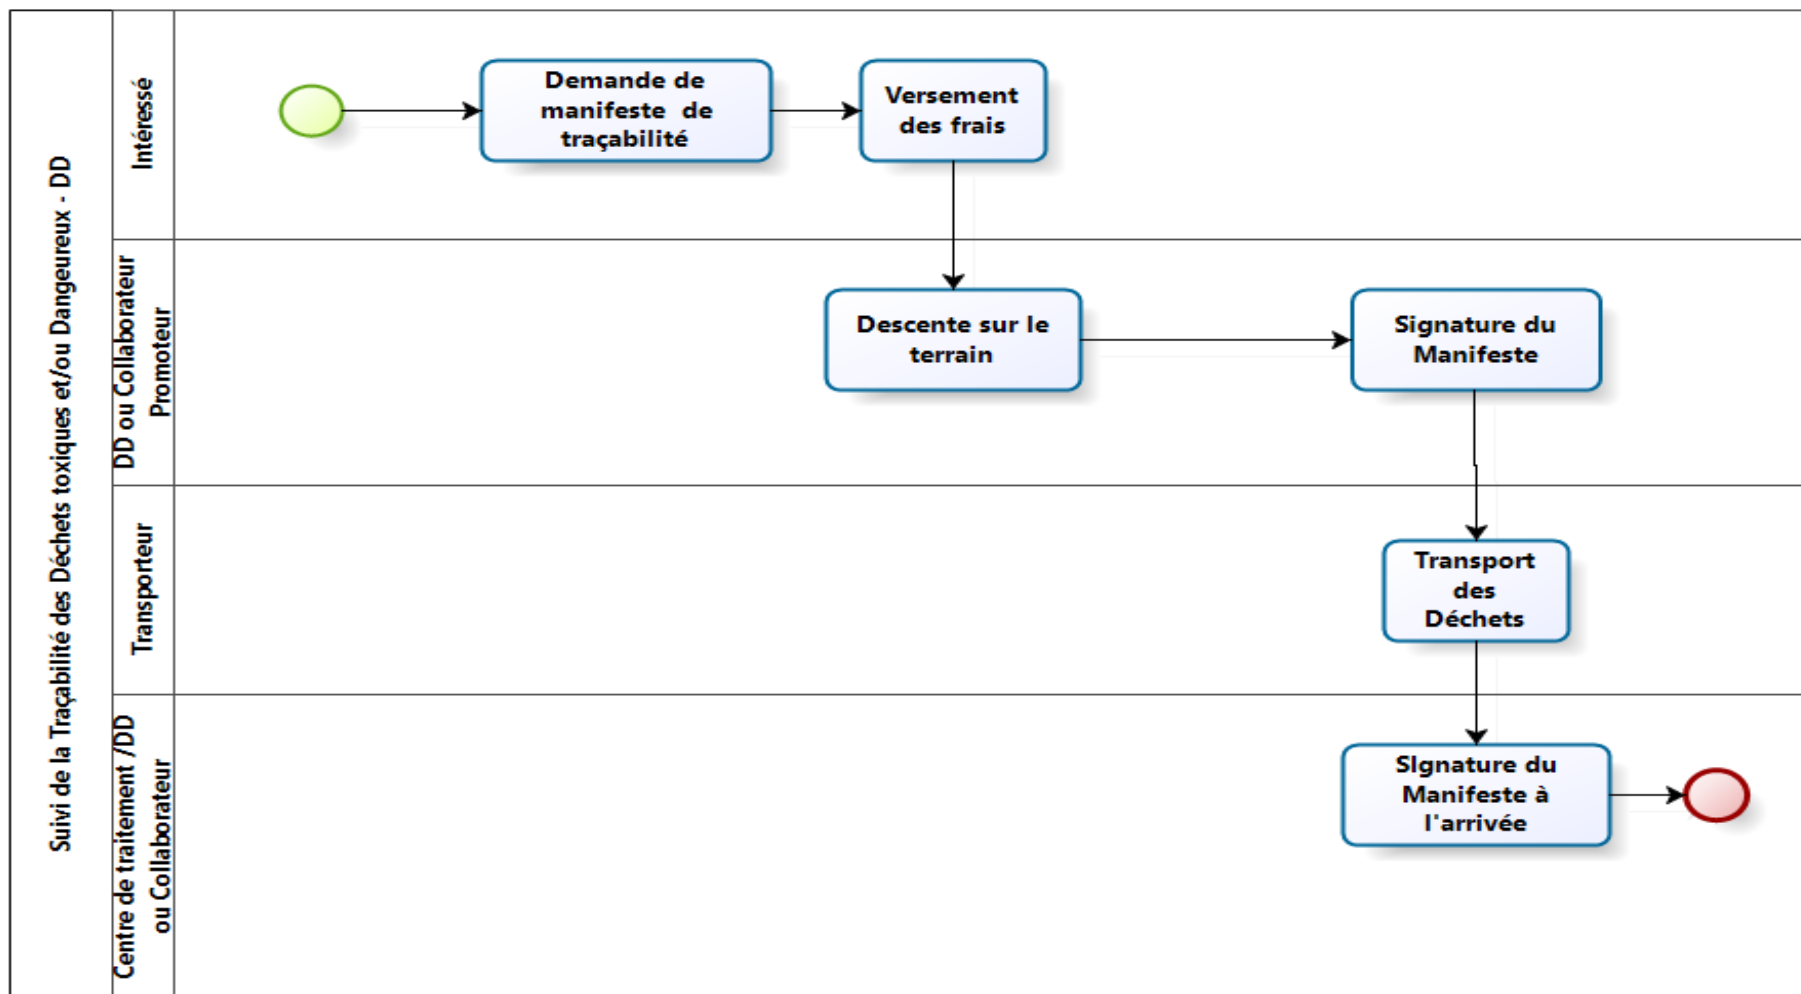 Suivi de la Traçabilité des Déchets toxiques et/ou Dangeureux - DD
Intéressé
Demande de
manifeste de
traçabilité
Versement
des frais
DD ou Collaborateur
Promoteur
Descente sur le
terrain
Signature du
Manifeste
Transporteur
Transport
des
Déchets
Centre de traitement /DD
ou Collaborateur
SIgnature du
Manifeste à
l'arrivée